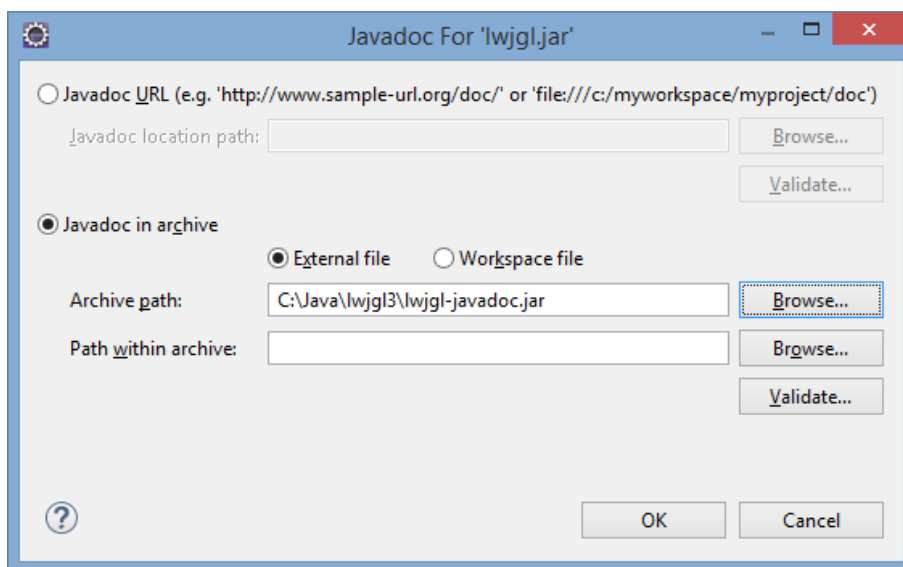 Javadoc For 'lwjgl.jar'
Javadoc URL (e.g. 'http://www.sample-url.org/doc/' or 'file:///c:/myworkspace/myproject/doc')
Javadoc location path: Browse...
Validate...
Javadoc in archive
External file Workspace file
Archive path: C:\Java\lwjgl3\lwjgl-javadoc.jar Browse...
Path within archive: Browse...
Validate...
? OK Cancel